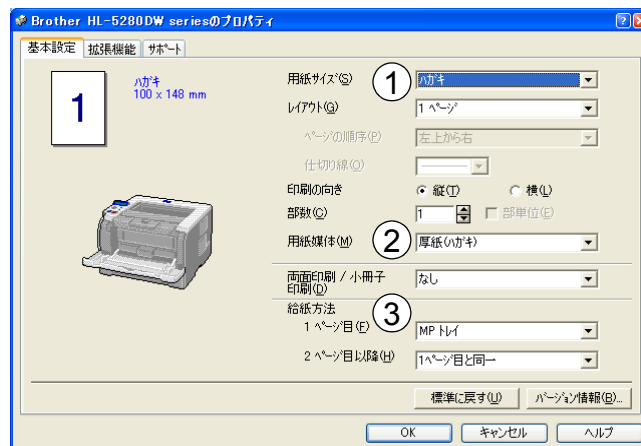 Brother HL-5280DW seriesのプロパティ
基本設定 拡張機能 サポート
1
ハガキ
100 x 148 mm
用紙サイズ(S) ① ハガキ
レイアウト(G) 1 ページ
ページの順序(P) 左上から右
仕切り線(O)
印刷の向き 縦(T) 横(L)
部数(C) 1 部単位(E)
用紙媒体(M) ② 厚紙(ハガキ)
両面印刷 / 小冊子
印刷(D) なし
給紙方法 ③
1 ページ目(F) MP トレイ
2 ページ目以降(H) 1ページ目と同一
標準に戻す(U) バージョン情報(B)...
OK キャンセル ヘルプ